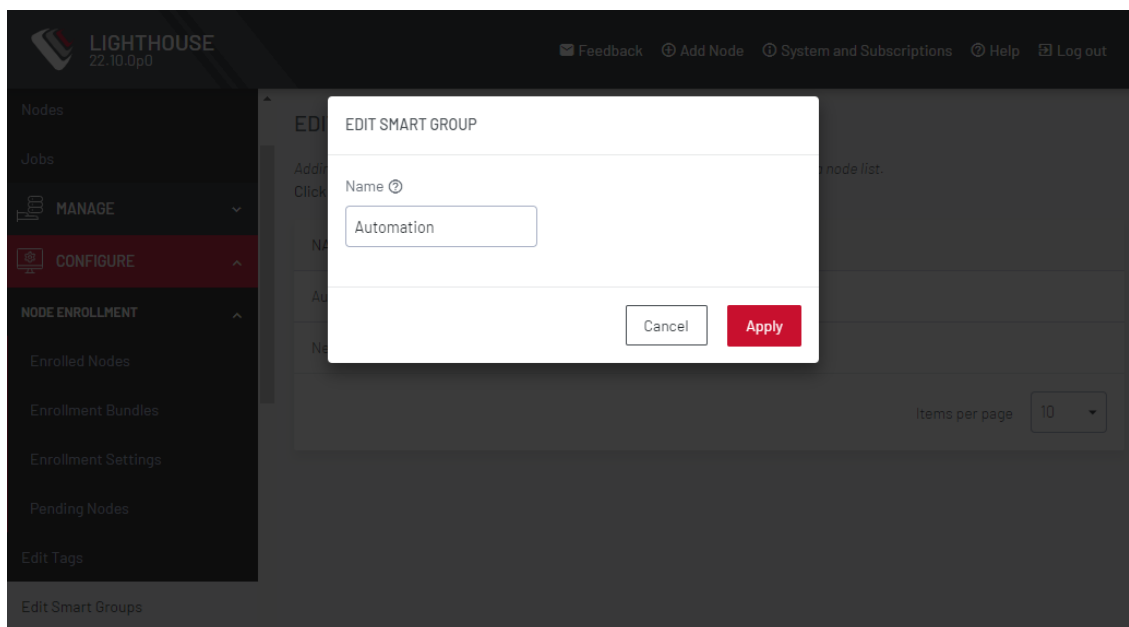 LIGHTHOUSE
22.10.0p0
Feedback
Add Node
System and Subscriptions
Help
Log out
Nodes
Jobs
MANAGE
CONFIGURE
NODE ENROLLMENT
Enrolled Nodes
Enrollment Bundles
Enrollment Settings
Pending Nodes
Edit Tags
Edit Smart Groups
EDI
node list.
Click
EDIT SMART GROUP
Name
Automation
Cancel
Apply
Items per page
10